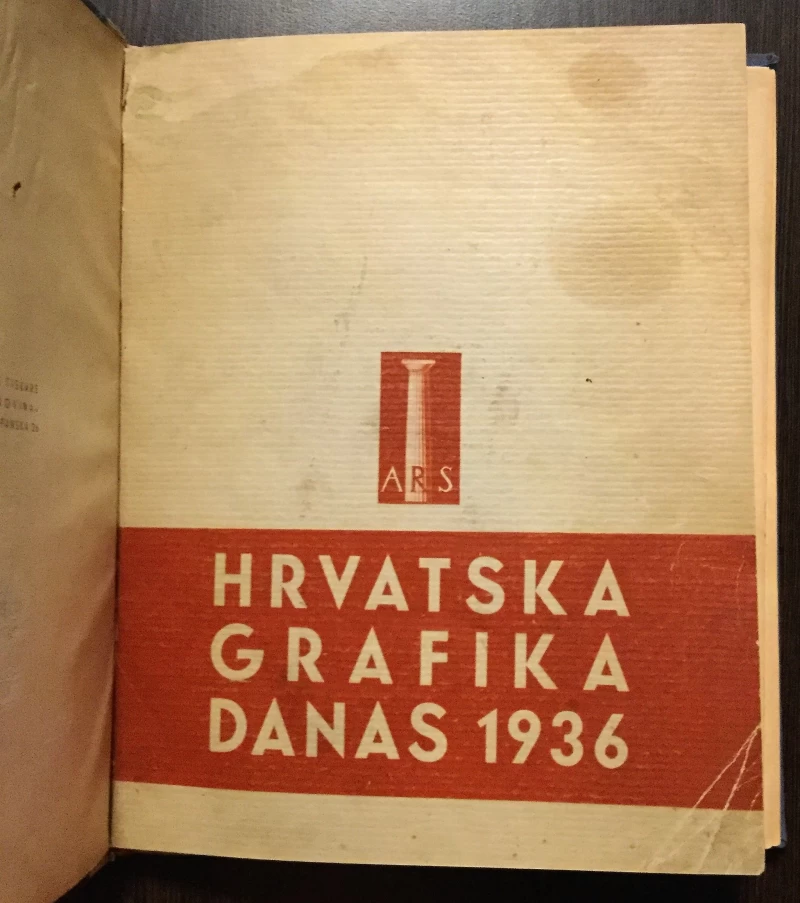 ARS
HRVATSKA
GRAFIKA
DANAS 1936